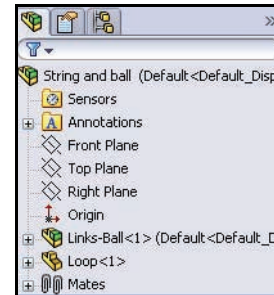 »
String and ball (Default<Default_Disp
Sensors
A Annotations
Front Plane
Top Plane
Right Plane
Origin
Links-Ball<1> (Default<Default_D
Loop<1>
Mates